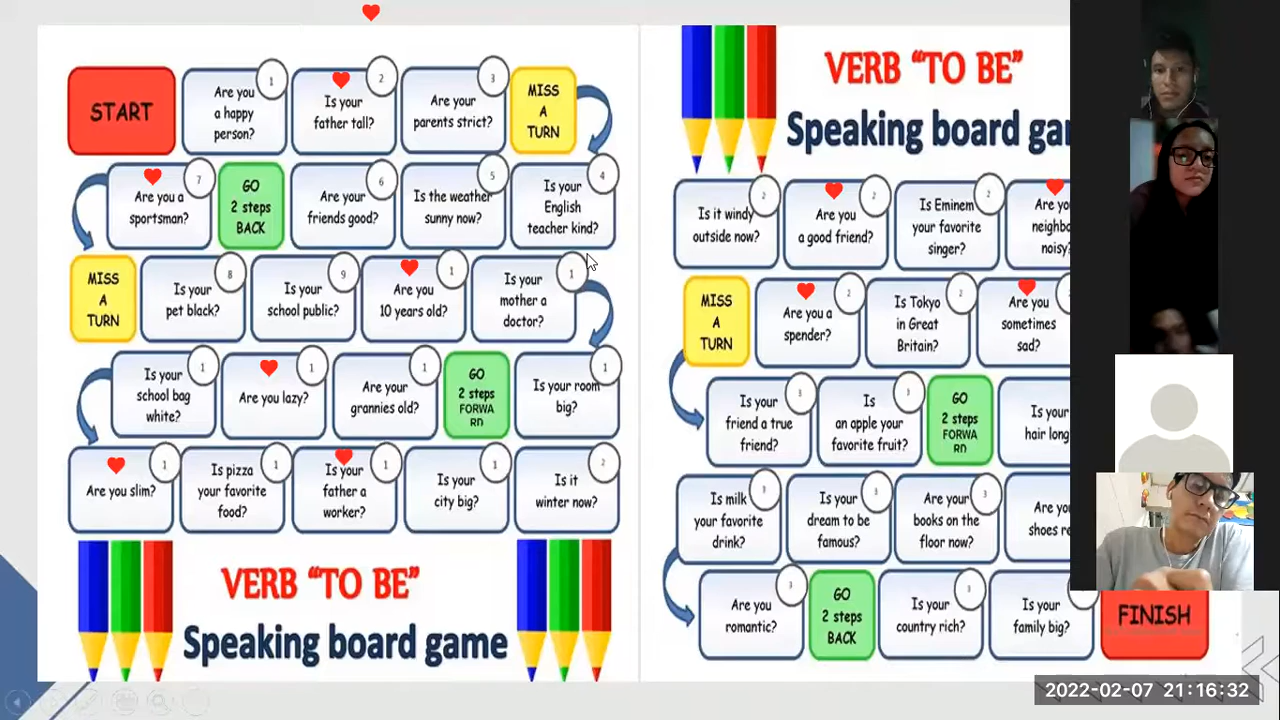 START
Are you
a happy
person?
1
Is your
father tall?
2
Are your
parents strict?
3
MISS
A
TURN
Are you a
sportsman?
7
GO
2 steps
BACK
Are your
friends good?
6
Is the weather
sunny now?
5
Is your
English
teacher kind?
4
MISS
A
TURN
Is your
pet black?
8
Is your
school public?
9
Are you
10 years old?
1
Is your
mother a
doctor?
1
Is your
school bag
white?
1
Are you lazy?
1
Are your
grannies old?
1
GO
2 steps
FORWA
RD
Is your room
big?
1
Are you slim?
1
Is pizza
your favorite
food?
1
Is your
father a
worker?
1
Is your
city big?
1
Is it
winter now?
2
VERB "TO BE"
Speaking board game
VERB "TO BE"
Speaking board ga
Is it windy
outside now?
2
Are you
a good friend?
2
Is Eminem
your favorite
singer?
2
Are you
neighbo
noisy?
MISS
A
TURN
Are you a
spender?
2
Is Tokyo
in Great
Britain?
2
Are you
sometimes
sad?
Is your
friend a true
friend?
3
Is
an apple your
favorite fruit?
3
GO
2 steps
FORWA
RD
Is your
hair long
Is milk
your favorite
drink?
3
Is your
dream to be
famous?
3
Are your
books on the
floor now?
3
Are you
shoes
Are you
romantic?
3
GO
2 steps
BACK
Is your
country rich?
3
Is your
family big?
FINISH
2022-02-07 21:16:32